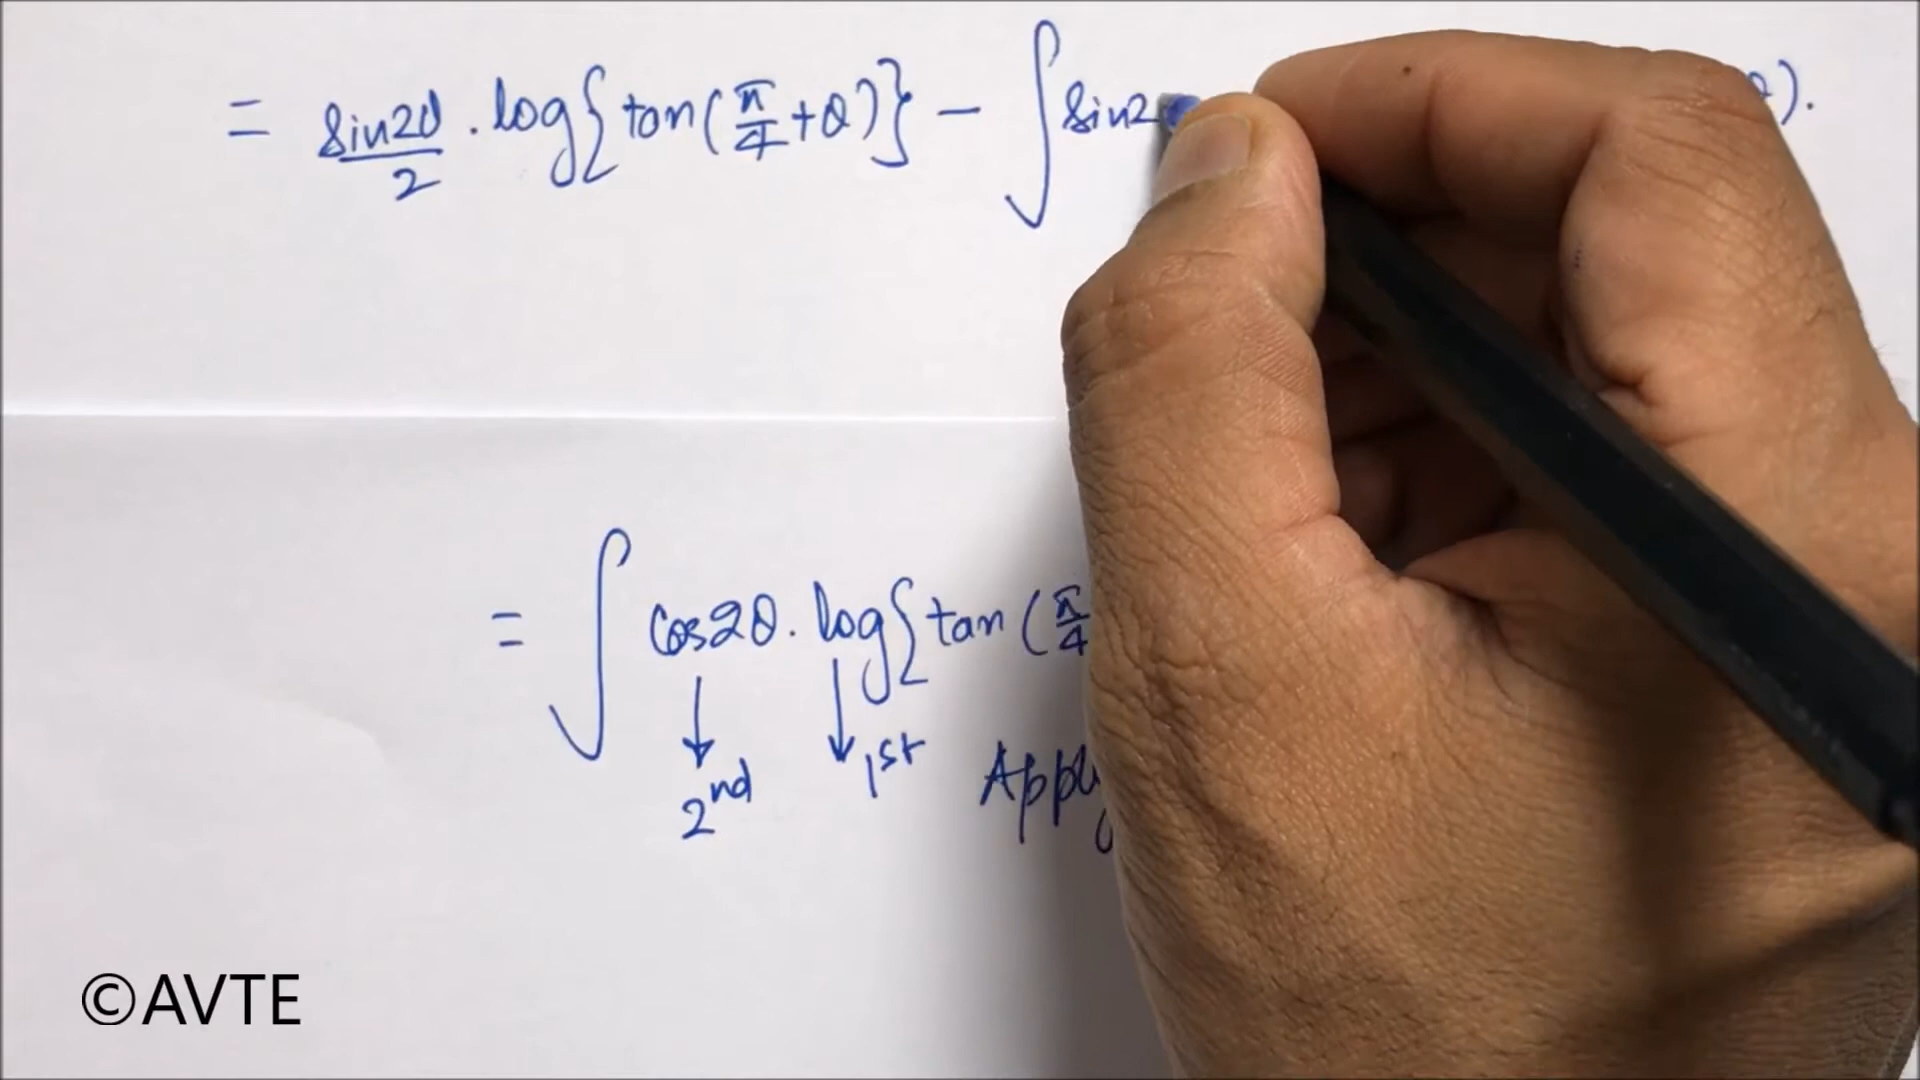 = sin2θ/2 . log{tan(π/4+θ)} - ∫sin2 θ).
= ∫cos2θ. log{tan(π/4
2nd 1st Apply
©AVTE